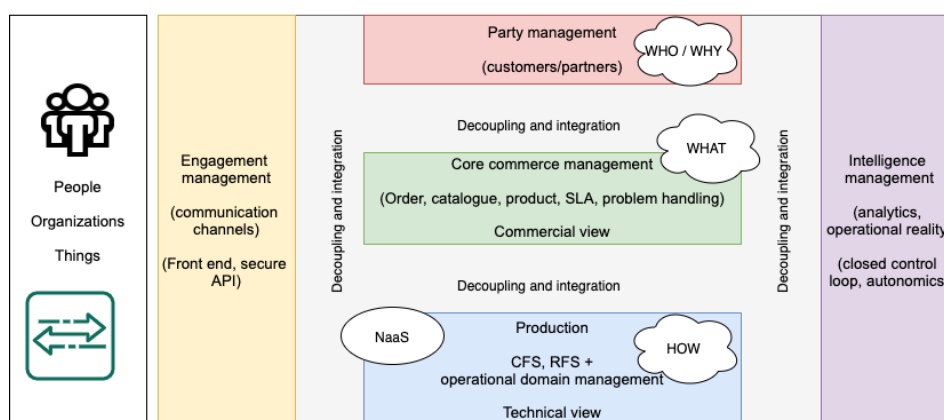 People
Organizations
Things
Engagement
management
(communication
channels)
(Front end, secure
API)
Decoupling and integration
Party management
(customers/partners)
WHO / WHY
Decoupling and integration
WHAT
Core commerce management
(Order, catalogue, product, SLA, problem handling)
Commercial view
Decoupling and integration
NaaS
Production
CFS, RFS +
operational domain management
Technical view
HOW
Decoupling and integration
Intelligence
management
(analytics,
operational reality
(closed control
loop, autonomics